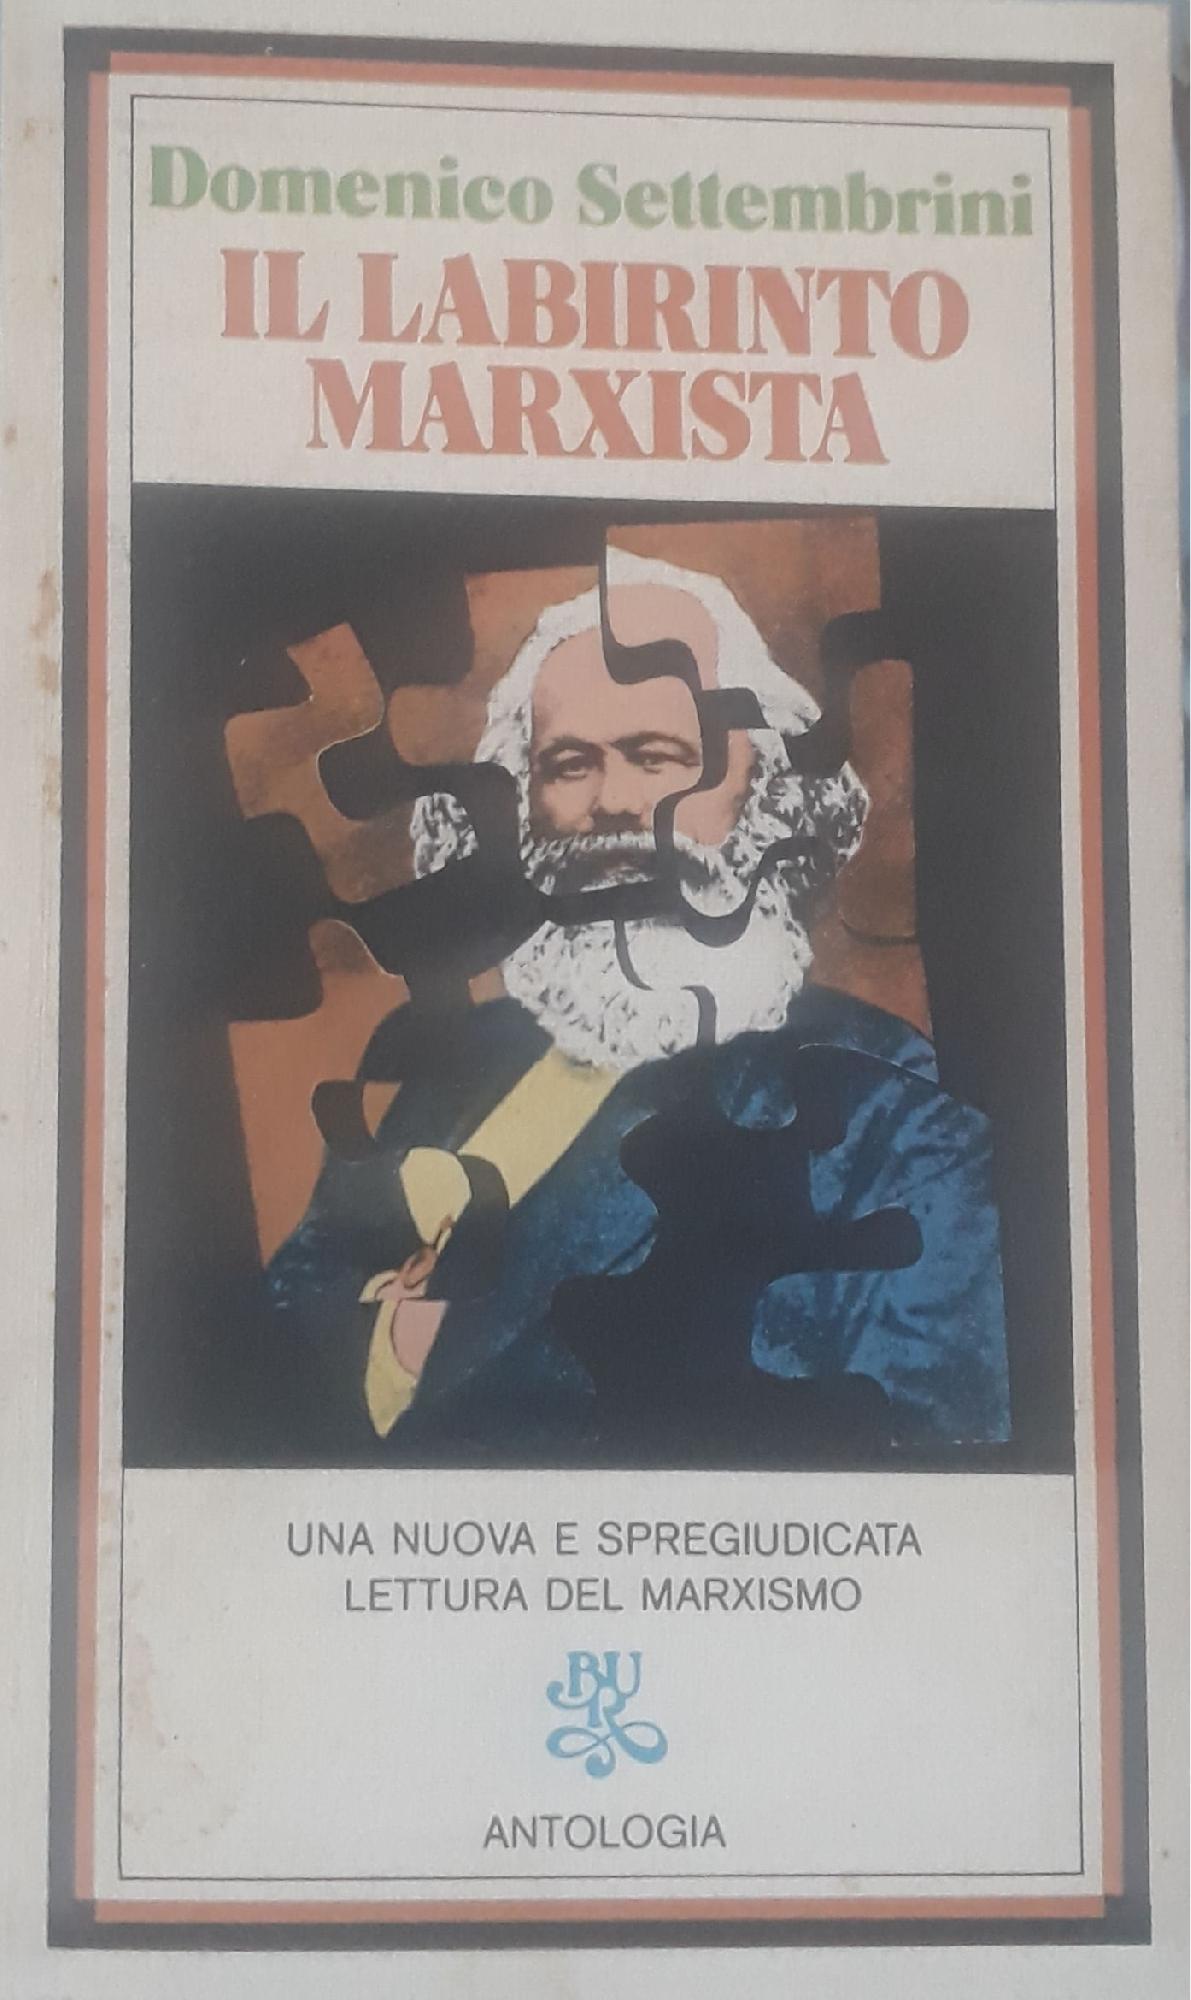 Domenico Settembrini
IL LABIRINTO
MARXISTA
UNA NUOVA E SPREGIUDICATA
LETTURA DEL MARXISMO
BUR
ANTOLOGIA